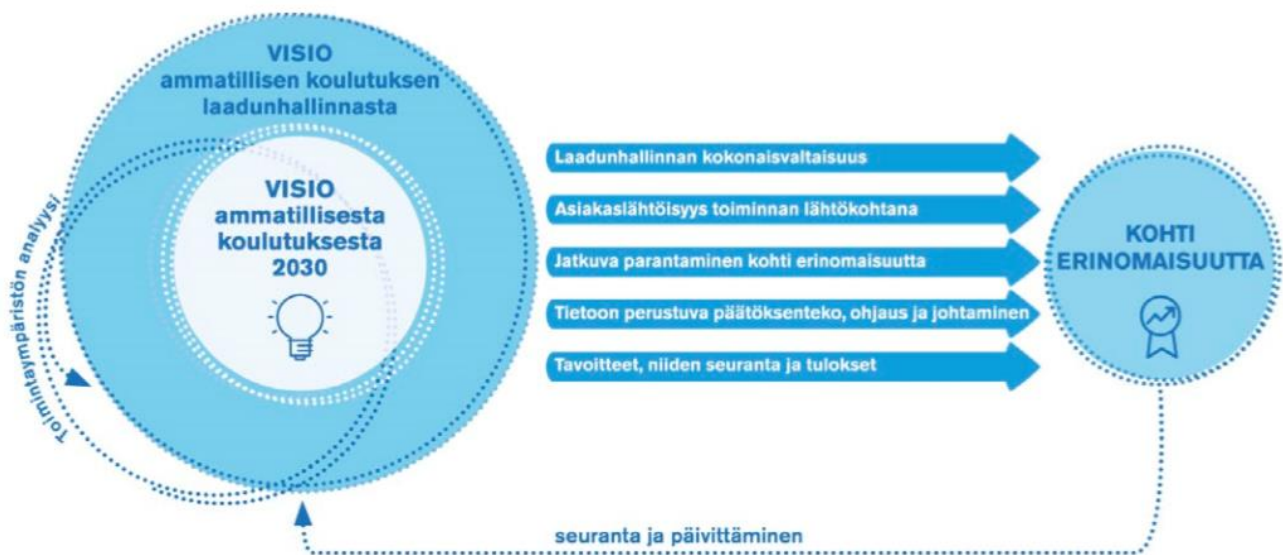 VISIO
ammatillisen koulutuksen
laadunhallinnasta
VISIO
ammatillisesta
koulutuksesta
2030
Toimintaympäristön analyysi
Laadunhallinnan kokonaisvaltaisuus
Asiakaslähtöisyys toiminnan lähtökohtana
Jatkuva parantaminen kohti erinomaisuutta
Tietoon perustuva päätöksenteko, ohjaus ja johtaminen
Tavoitteet, niiden seuranta ja tulokset
KOHTI
ERINOMAISUUTTA
seuranta ja päivittäminen